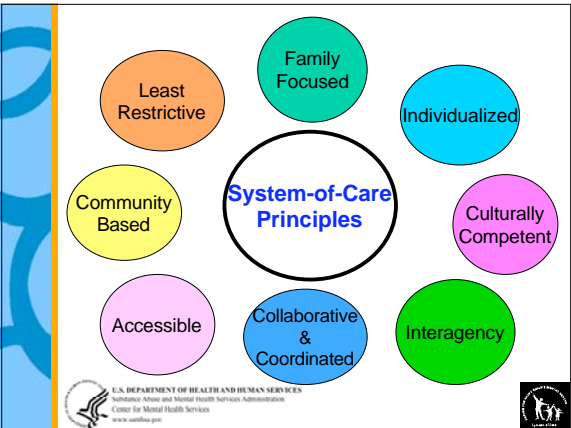 Family
Focused
Least
Restrictive
Individualized
System-of-Care
Principles
Community
Based
Culturally
Competent
Accessible
Collaborative
&
Coordinated
Interagency
U.S. DEPARTMENT OF HEALTH AND HUMAN SERVICES
Substance Abuse and Mental Health Services Administration
Center for Mental Health Services
www.samhsa.gov